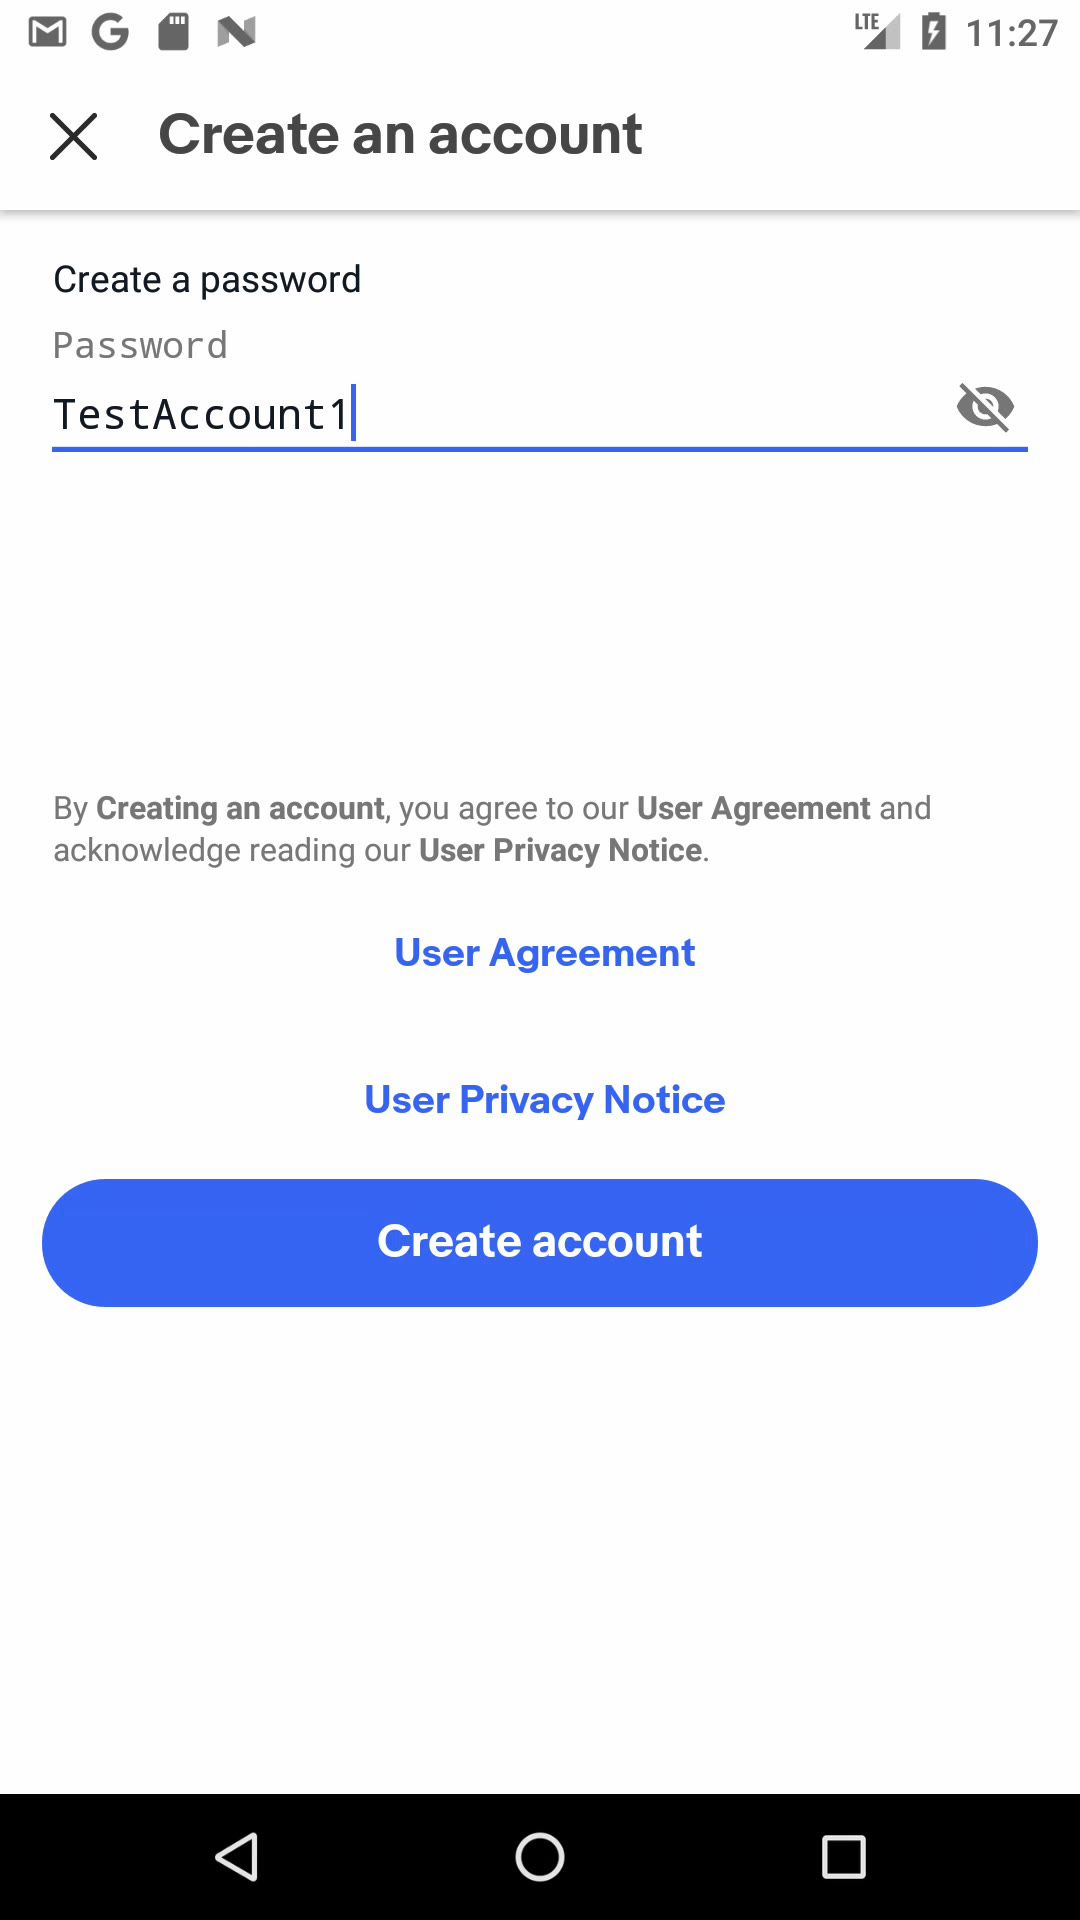 LTE 11:27
Create an account
Create a password
Password
TestAccount1
By Creating an account, you agree to our User Agreement and
acknowledge reading our User Privacy Notice.
User Agreement
User Privacy Notice
Create account